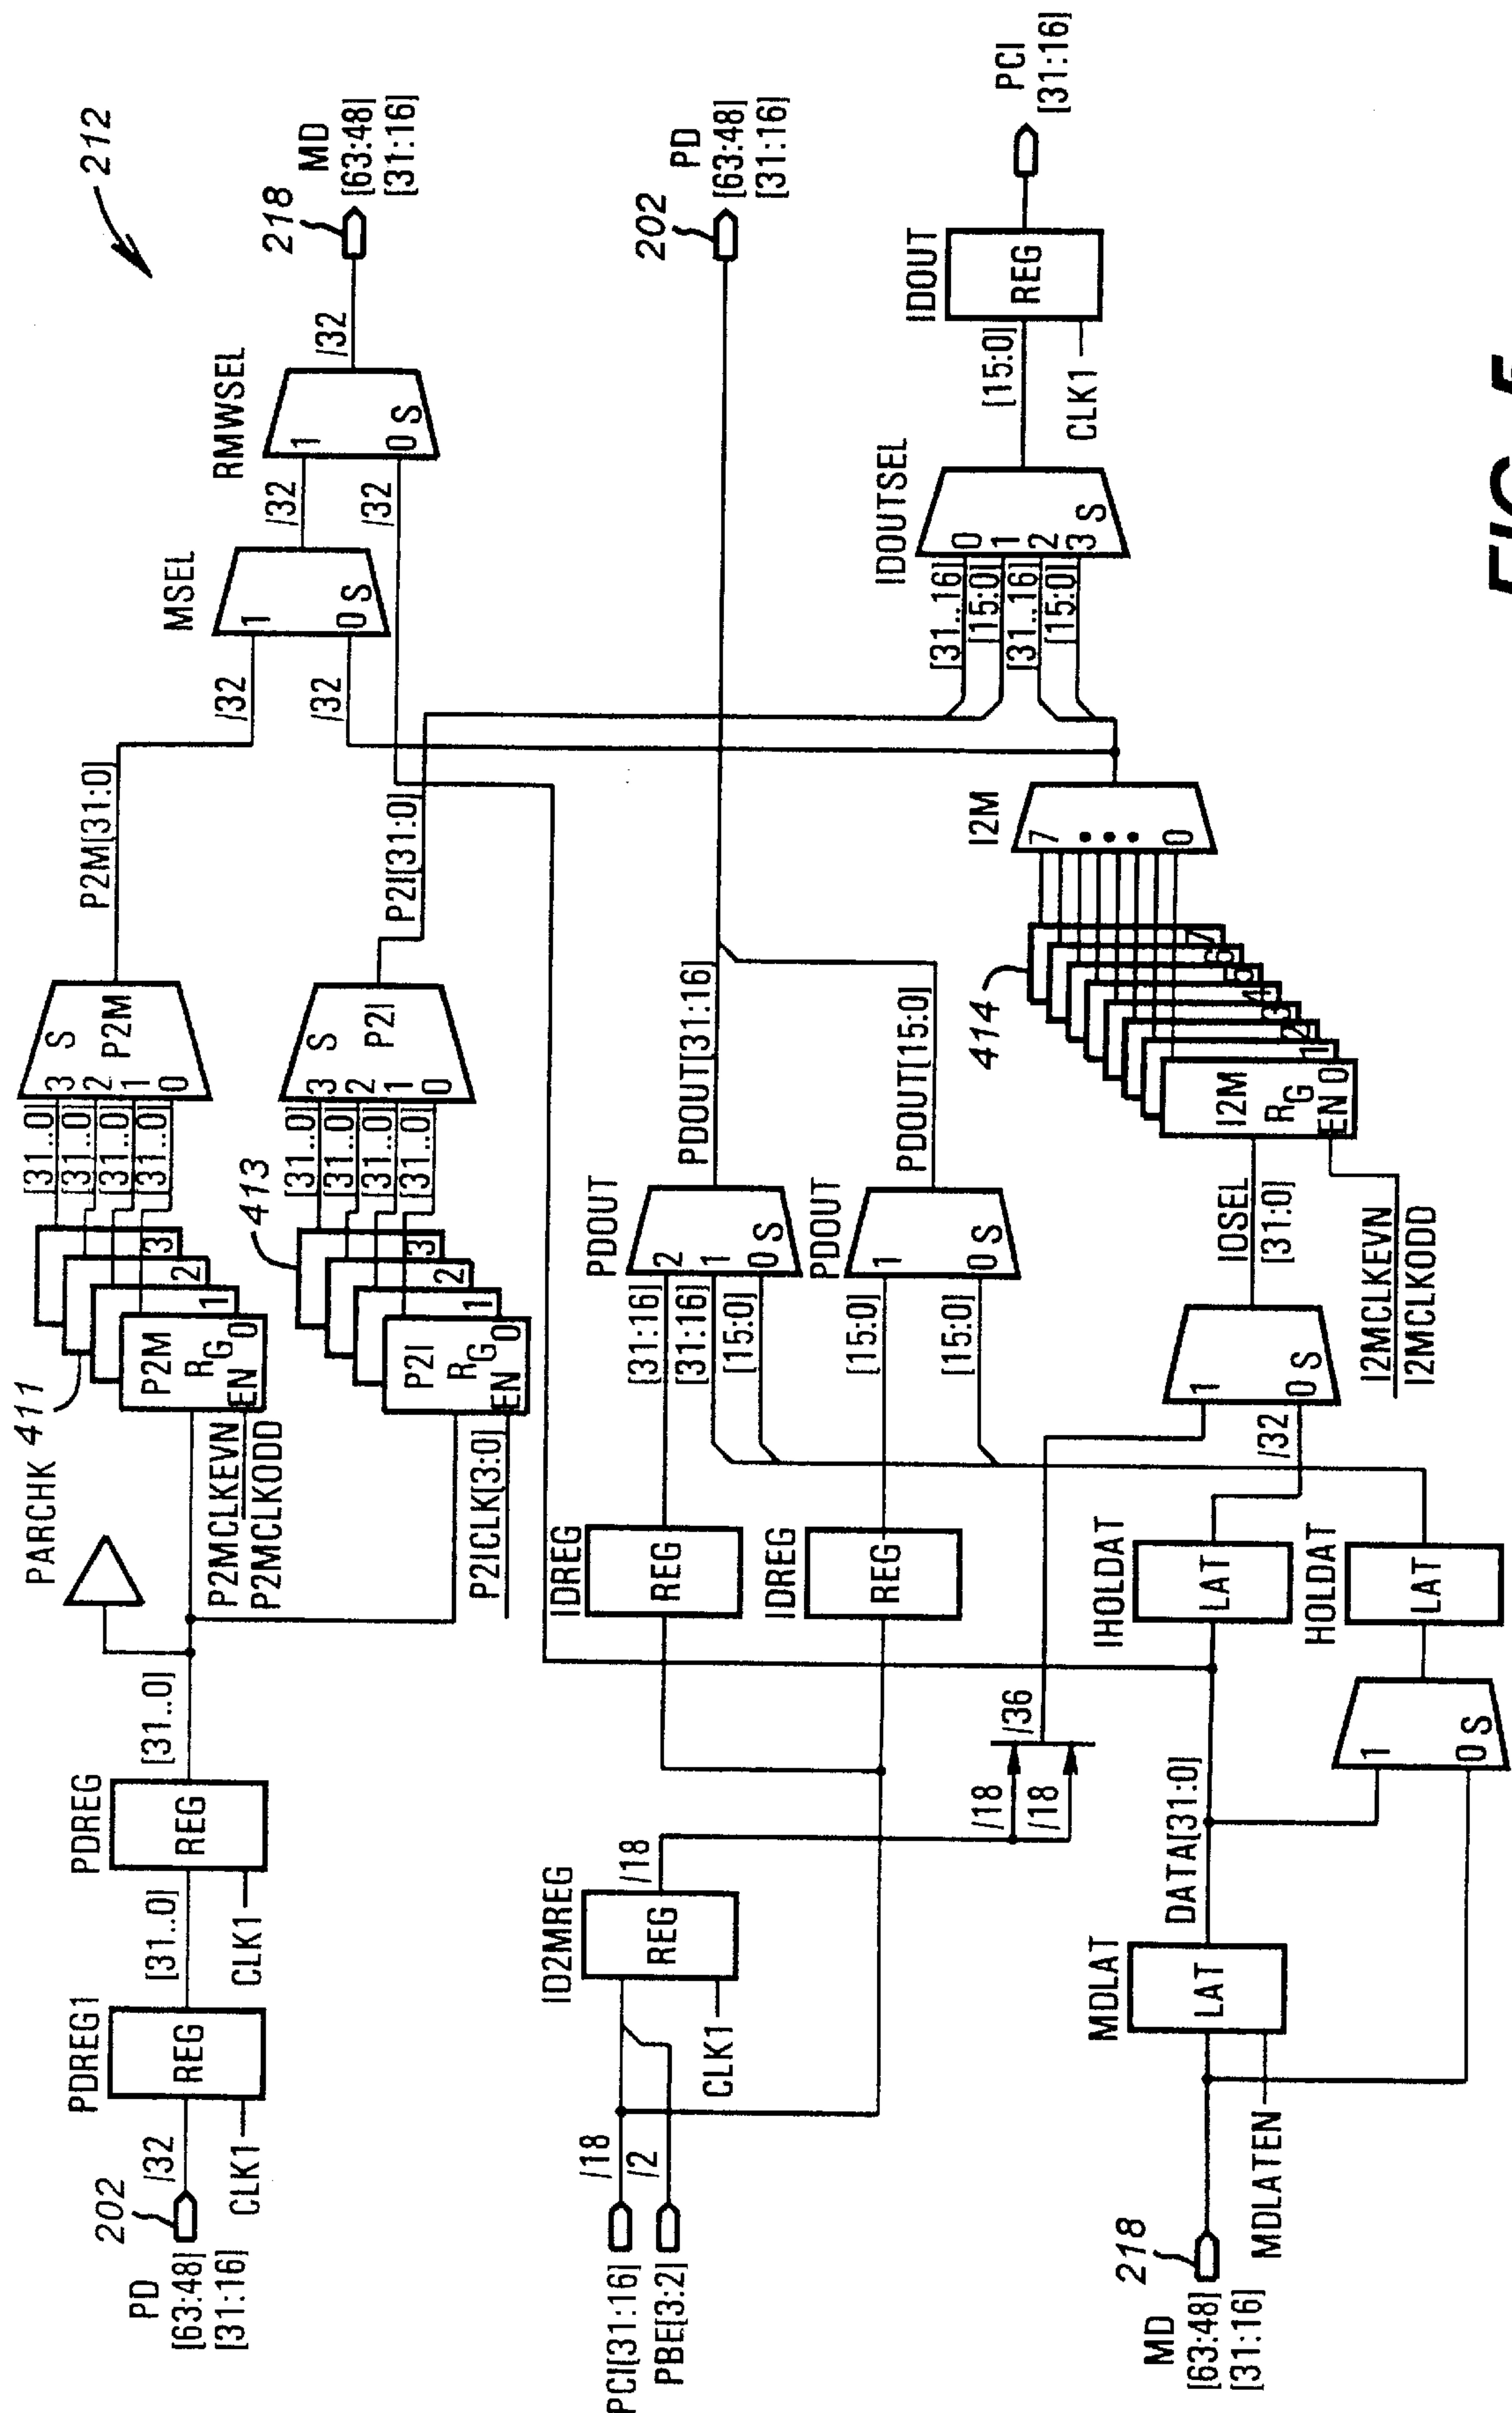 212
PD
[63:48]
[31:16]
202
/32
CLK1
PDREG1
REG
[31..0]
CLK1
PDREG
REG
[31..0]
PARCHK
411
P2M
RG
EN
0
1
2
3
P2MCLKEVN
P2MCLKODD
[31..0]
[31..0]
[31..0]
[31..0]
3
2
1
0
S
P2M
P2M[31:0]
413
P2I
RG
EN
0
1
2
3
P2ICLK[3:0]
[31..0]
[31..0]
[31..0]
[31..0]
3
2
1
0
S
P2I
P2I[31:0]
/32
/32
MSEL
1
0
S
/32
/32
RMWSEL
1
0
S
/32
218
MD
[63:48]
[31:16]
PCI[31:16]
PBE[3:2]
/18
/2
ID2MREG
REG
CLK1
/18
/18
/18
/36
IDREG
REG
IDREG
REG
[31:16]
[31:16]
[15:0]
PDOUT
2
1
0
S
PDOUT[31:16]
[15:0]
[15:0]
PDOUT
1
0
S
PDOUT[15:0]
202
PD
[63:48]
[31:16]
MD
[63:48]
[31:16]
218
MDLATEN
MDLAT
LAT
DATA[31:0]
1
0
S
IHOLDAT
LAT
HOLDAT
LAT
/32
1
0
S
IOSEL
[31:0]
I2MCLKEVN
I2MCLKODD
414
I2M
RG
EN
0
1
2
3
4
7
I2M
7
0
[31..16]
[15:0]
[31..16]
[15:0]
IDOUTSEL
0
1
2
3
S
[15:0]
CLK1
IDOUT
REG
PCI
[31:16]